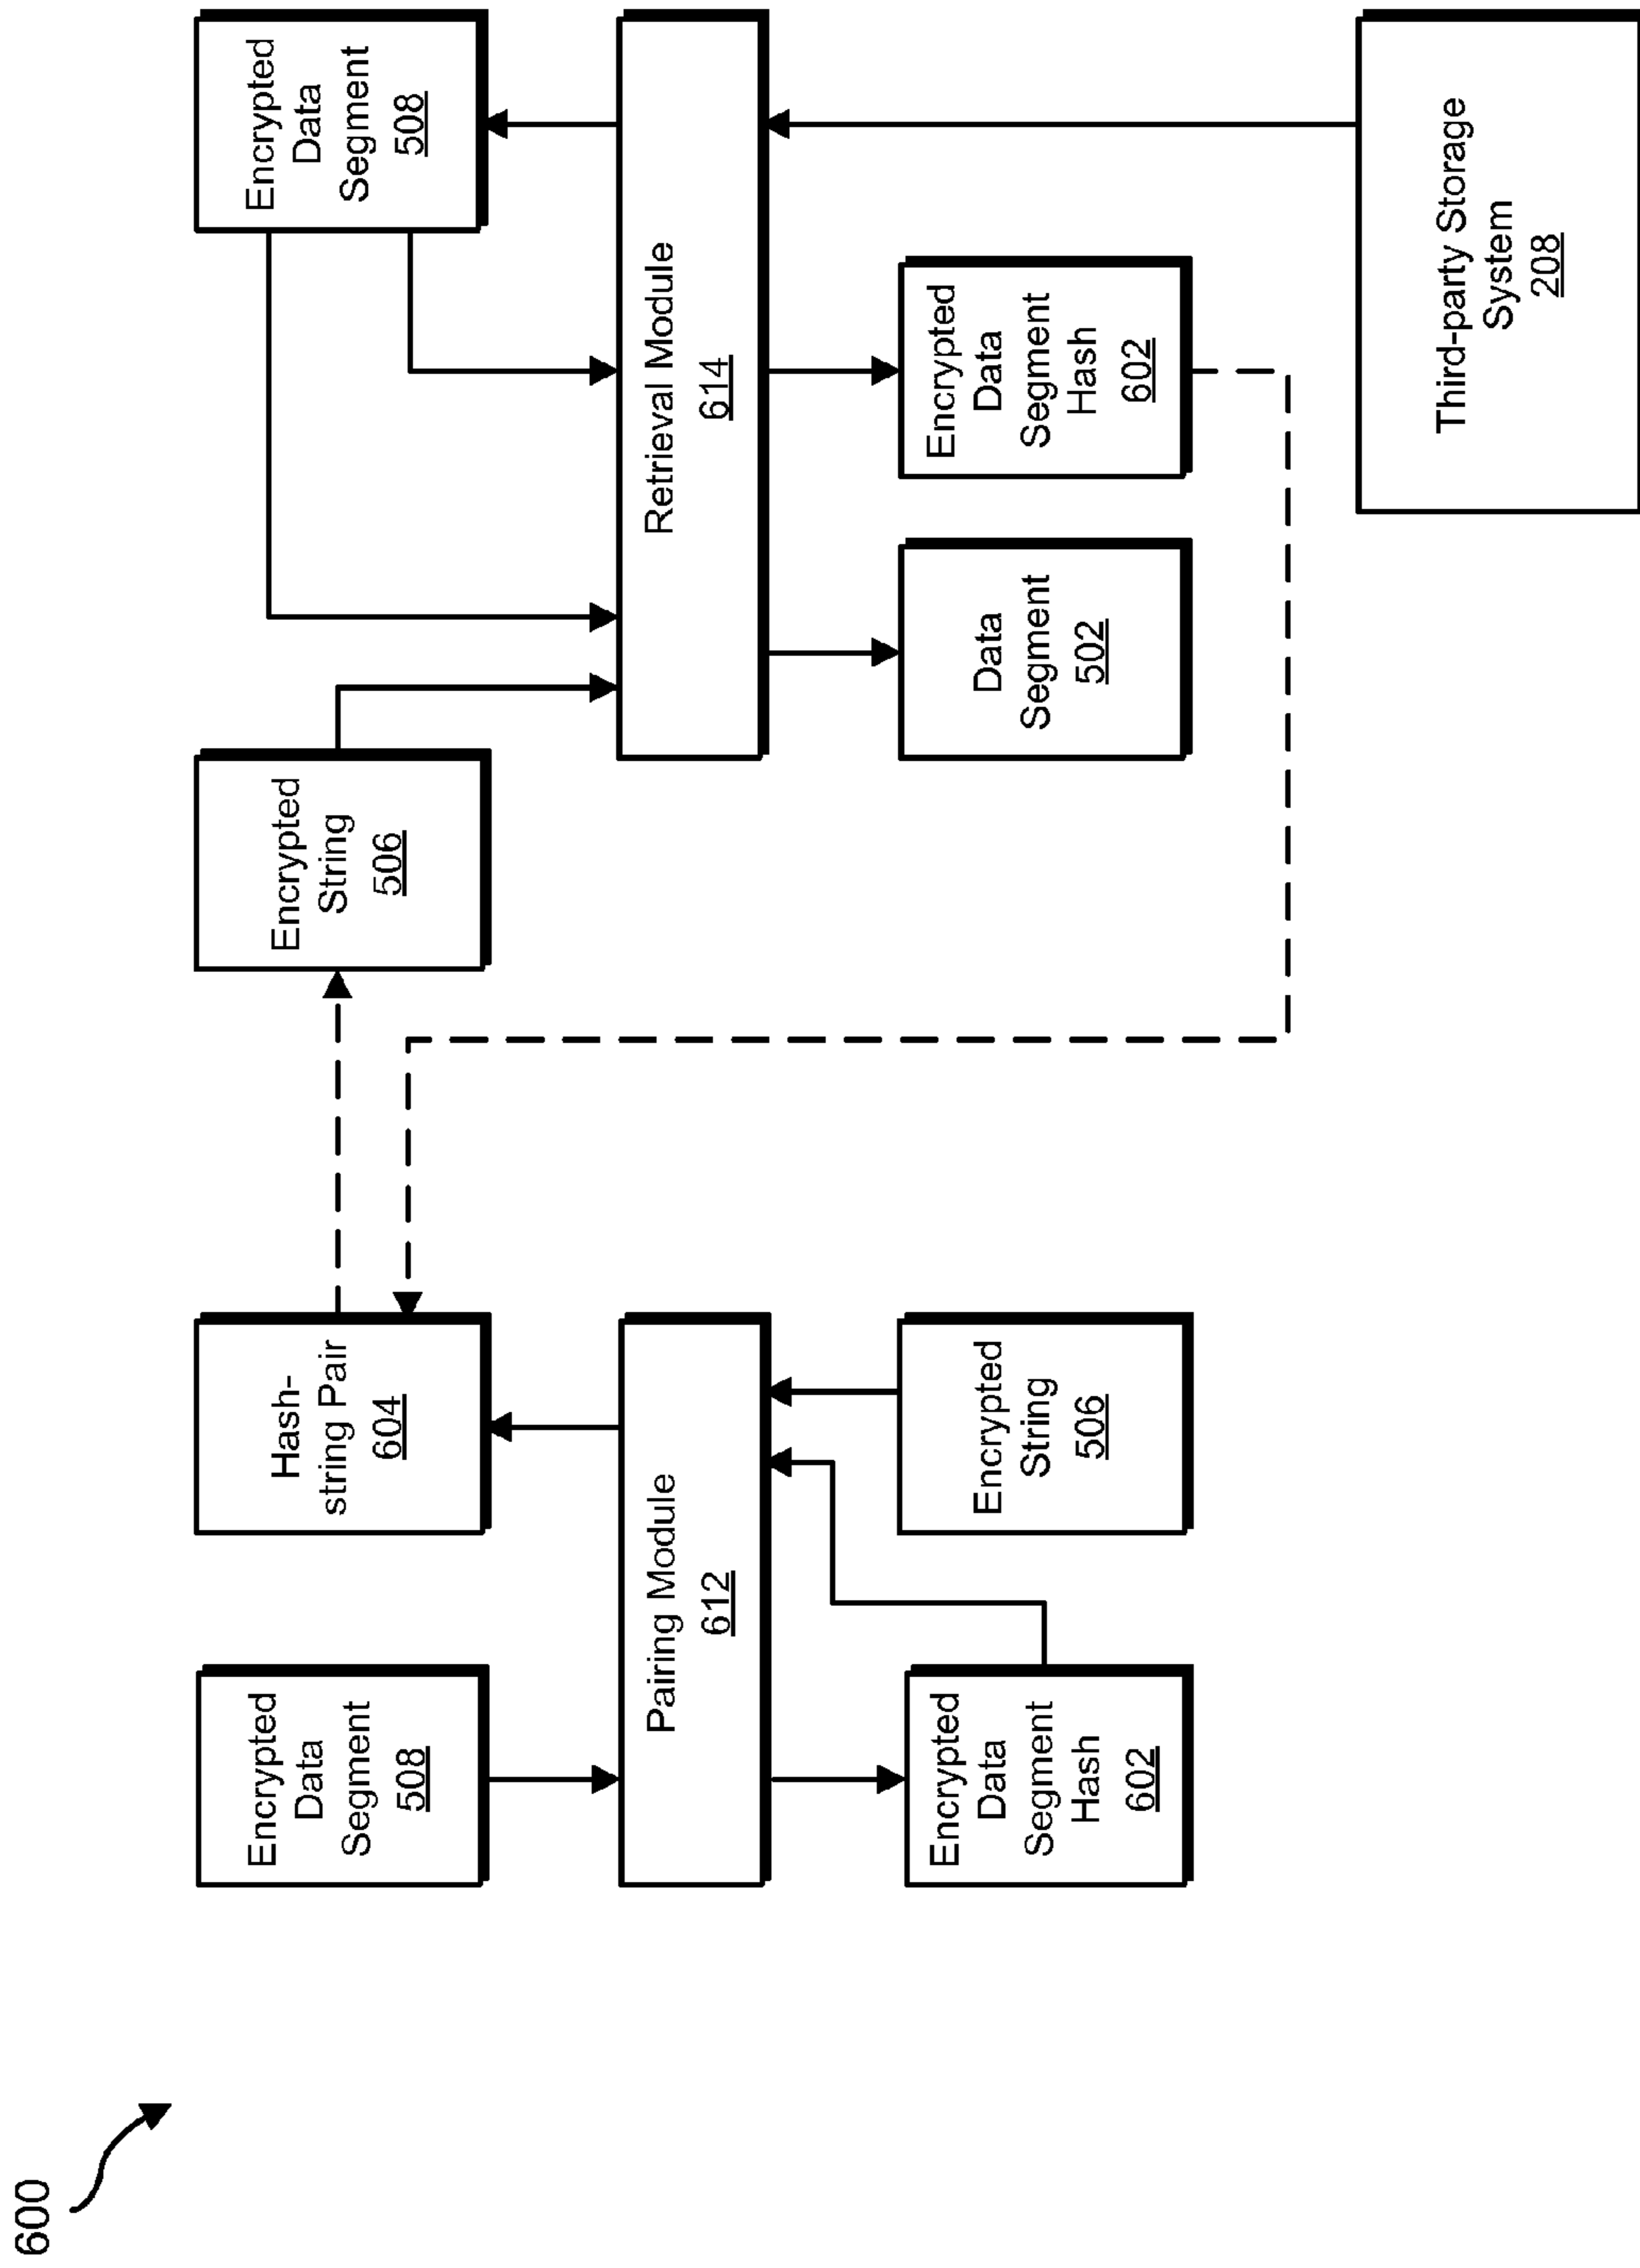 600
Encrypted
Data
Segment
508
Hash-
string Pair
604
Encrypted
String
506
Encrypted
Data
Segment
508
Pairing Module
612
Retrieval Module
614
Encrypted
Data
Segment
Hash
602
Encrypted
String
506
Data
Segment
502
Encrypted
Data
Segment
Hash
602
Third-party Storage
System
208